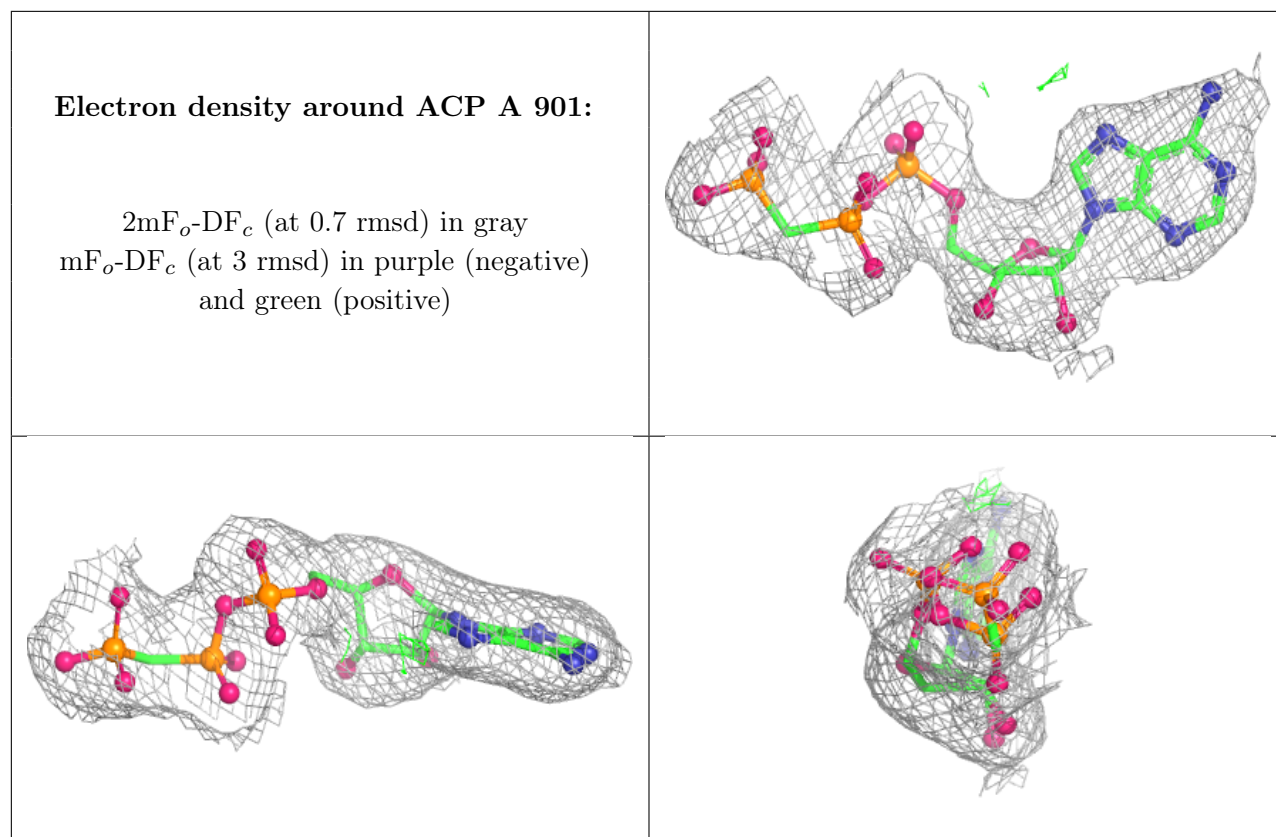 Electron density around ACP A 901:
2mFo-DFc (at 0.7 rmsd) in gray
mFo-DFc (at 3 rmsd) in purple (negative)
and green (positive)